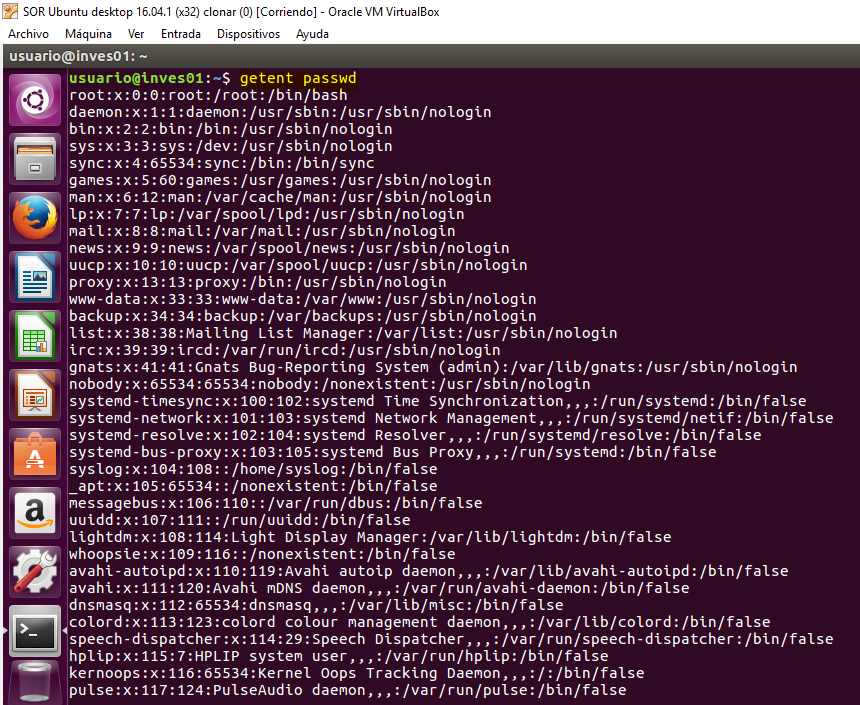 SOR Ubuntu desktop 16.04.1 (x32) clonar (0) [Corriendo] - Oracle VM VirtualBox
Archivo Máquina Ver Entrada Dispositivos Ayuda
usuario@inves01: ~
usuario@inves01:~$ getent passwd
root:x:0:0:root:/root:/bin/bash
daemon:x:1:1:daemon:/usr/sbin:/usr/sbin/nologin
bin:x:2:2:bin:/bin:/usr/sbin/nologin
sys:x:3:3:sys:/dev:/usr/sbin/nologin
sync:x:4:65534:sync:/bin:/bin/sync
games:x:5:60:games:/usr/games:/usr/sbin/nologin
man:x:6:12:man:/var/cache/man:/usr/sbin/nologin
lp:x:7:7:lp:/var/spool/lpd:/usr/sbin/nologin
mail:x:8:8:mail:/var/mail:/usr/sbin/nologin
news:x:9:9:news:/var/spool/news:/usr/sbin/nologin
uucp:x:10:10:uucp:/var/spool/uucp:/usr/sbin/nologin
proxy:x:13:13:proxy:/bin:/usr/sbin/nologin
www-data:x:33:33:www-data:/var/www:/usr/sbin/nologin
backup:x:34:34:backup:/var/backups:/usr/sbin/nologin
list:x:38:38:Mailing List Manager:/var/list:/usr/sbin/nologin
irc:x:39:39:ircd:/var/run/ircd:/usr/sbin/nologin
gnats:x:41:41:Gnats Bug-Reporting System (admin):/var/lib/gnats:/usr/sbin/nologin
nobody:x:65534:65534:nobody:/nonexistent:/usr/sbin/nologin
systemd-timesync:x:100:102:systemd Time Synchronization,,,:/run/systemd:/bin/false
systemd-network:x:101:103:systemd Network Management,,,:/run/systemd/netif:/bin/false
systemd-resolve:x:102:104:systemd Resolver,,,:/run/systemd/resolve:/bin/false
systemd-bus-proxy:x:103:105:systemd Bus Proxy,,,:/run/systemd:/bin/false
syslog:x:104:108::/home/syslog:/bin/false
_apt:x:105:65534::/nonexistent:/bin/false
messagebus:x:106:110::/var/run/dbus:/bin/false
uuidd:x:107:111::/run/uuidd:/bin/false
lightdm:x:108:114:Light Display Manager:/var/lib/lightdm:/bin/false
whoopsie:x:109:116::/nonexistent:/bin/false
avahi-autoipd:x:110:119:Avahi autoip daemon,,,:/var/lib/avahi-autoipd:/bin/false
avahi:x:111:120:Avahi mDNS daemon,,,:/var/run/avahi-daemon:/bin/false
dnsmasq:x:112:65534:dnsmasq,,,:/var/lib/misc:/bin/false
colord:x:113:123:colord colour management daemon,,,:/var/lib/colord:/bin/false
speech-dispatcher:x:114:29:Speech Dispatcher,,,:/var/run/speech-dispatcher:/bin/false
hplip:x:115:7:HPLIP system user,,,:/var/run/hplip:/bin/false
kernoops:x:116:65534:Kernel Oops Tracking Daemon,,,:/:/bin/false
pulse:x:117:124:PulseAudio daemon,,,:/var/run/pulse:/bin/false